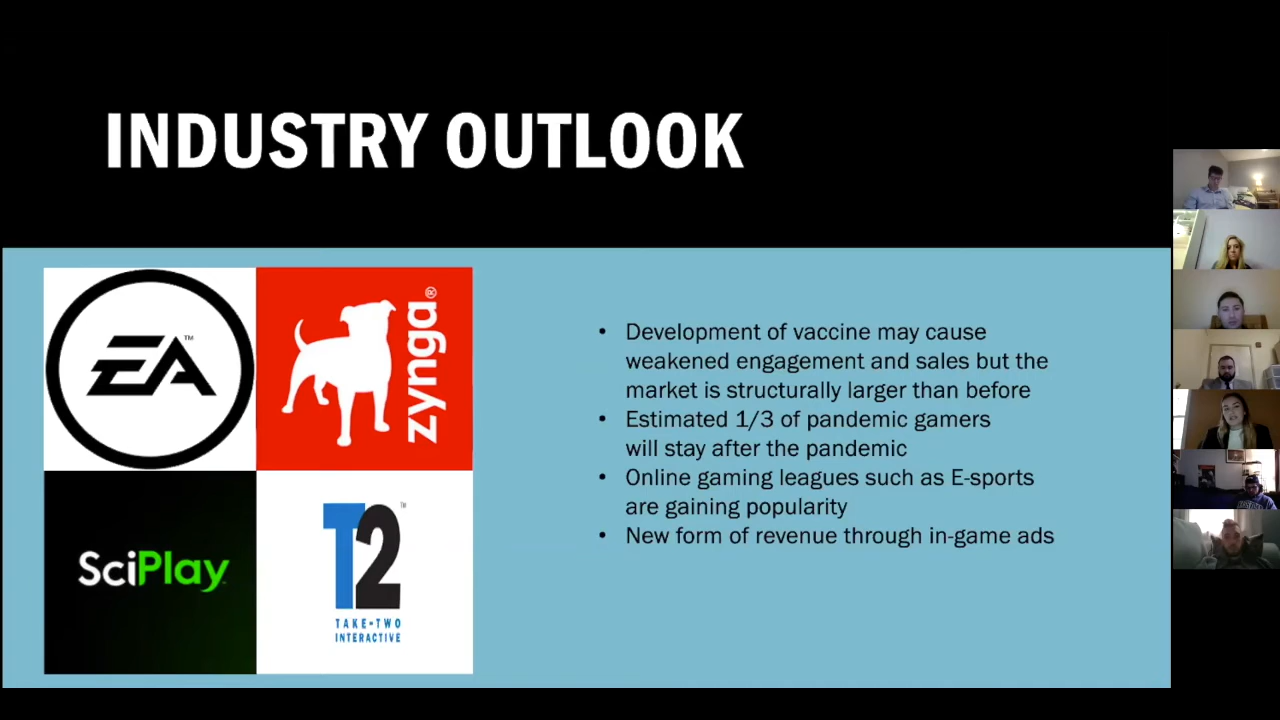 INDUSTRY OUTLOOK
EA™
zynga®
SciPlay
T2™
TAKE-TWO
INTERACTIVE
• Development of vaccine may cause
weakened engagement and sales but the
market is structurally larger than before
• Estimated 1/3 of pandemic gamers
will stay after the pandemic
• Online gaming leagues such as E-sports
are gaining popularity
• New form of revenue through in-game ads